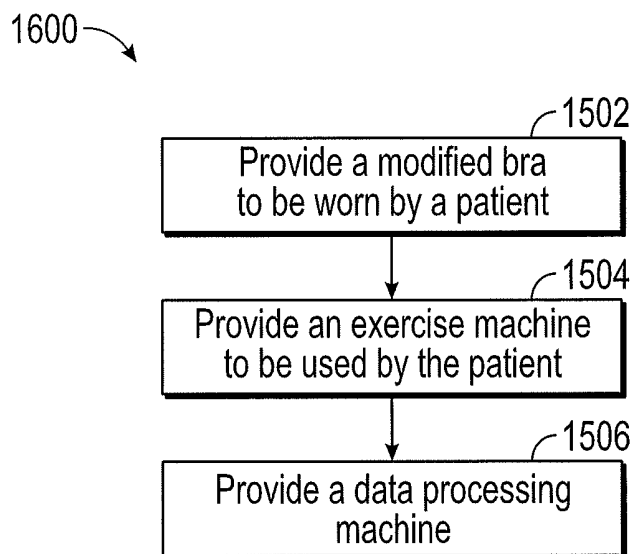 1600
1502
Provide a modified bra
to be worn by a patient
1504
Provide an exercise machine
to be used by the patient
1506
Provide a data processing
machine